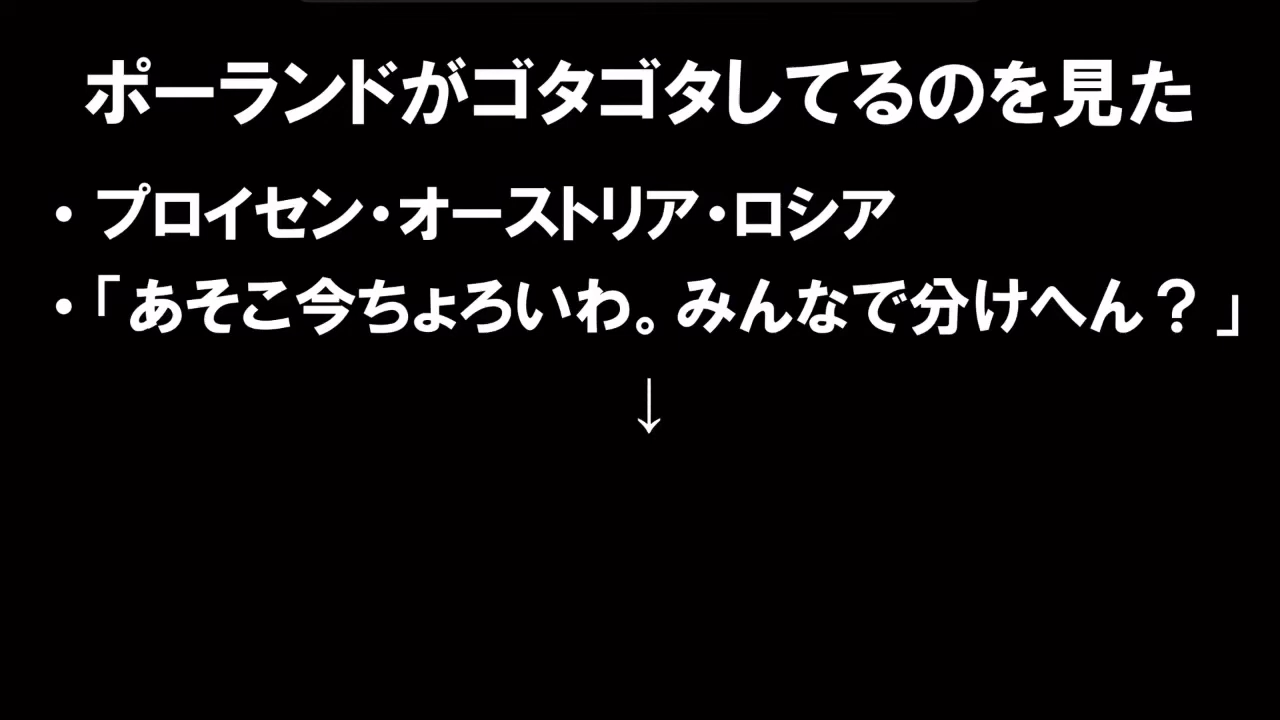 ポーランドがゴタゴタしてるのを見た
・プロイセン・オーストリア・ロシア
・「あそこ今ちょろいわ。みんなで分けへん？」
↓